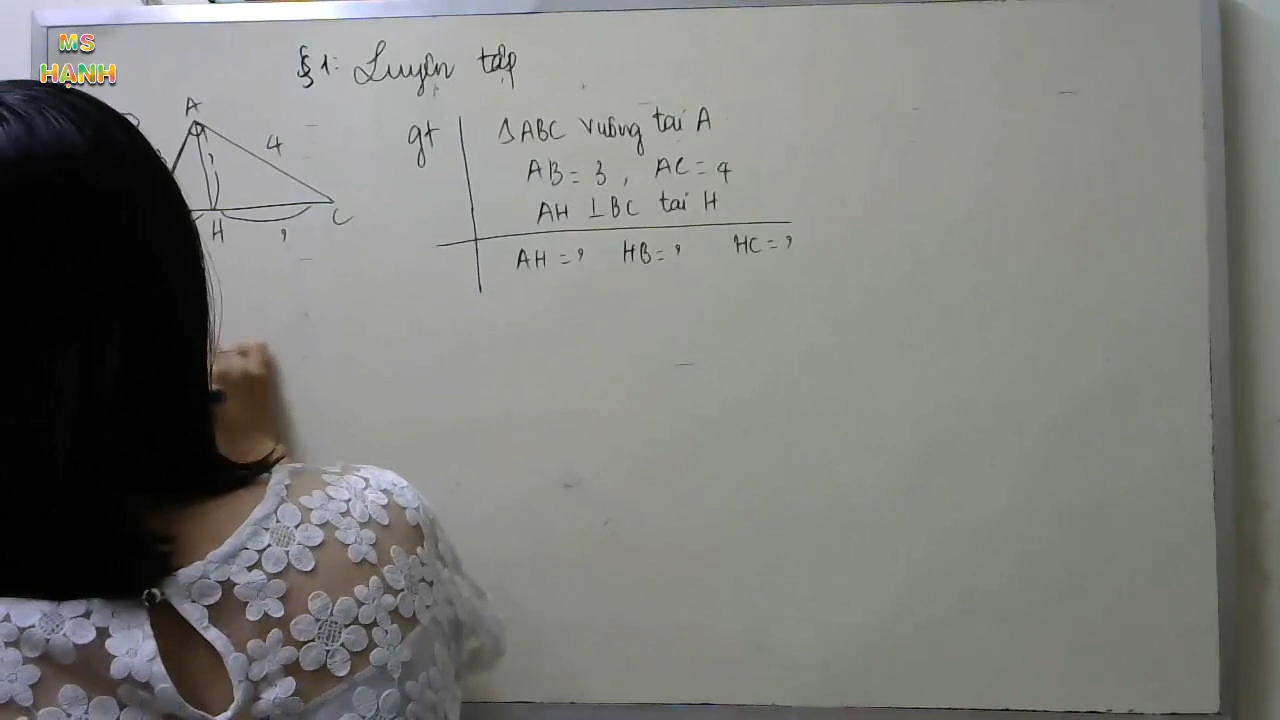 MS
HẠNH
§1: Luyện tập
A
4
H
?
C
gt
ΔABC vuông tại A
AB = 3, AC = 4
AH ⊥ BC tại H
AH = ? HB = ? HC = ?